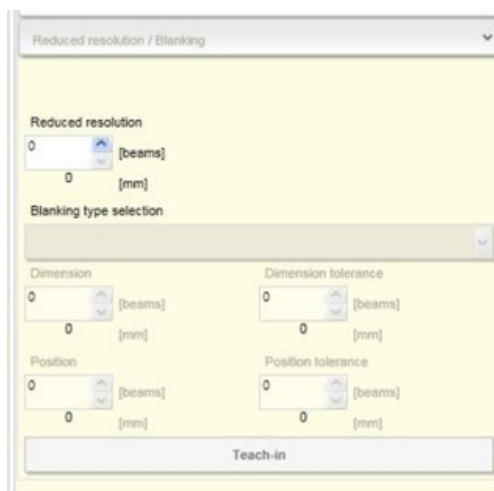 Reduced resolution / Blanking
Reduced resolution
0 [beams]
0 [mm]
Blanking type selection
Dimension Dimension tolerance
0 [beams] 0 [beams]
0 [mm] 0 [mm]
Position Position tolerance
0 [beams] 0 [beams]
0 [mm] 0 [mm]
Teach-in